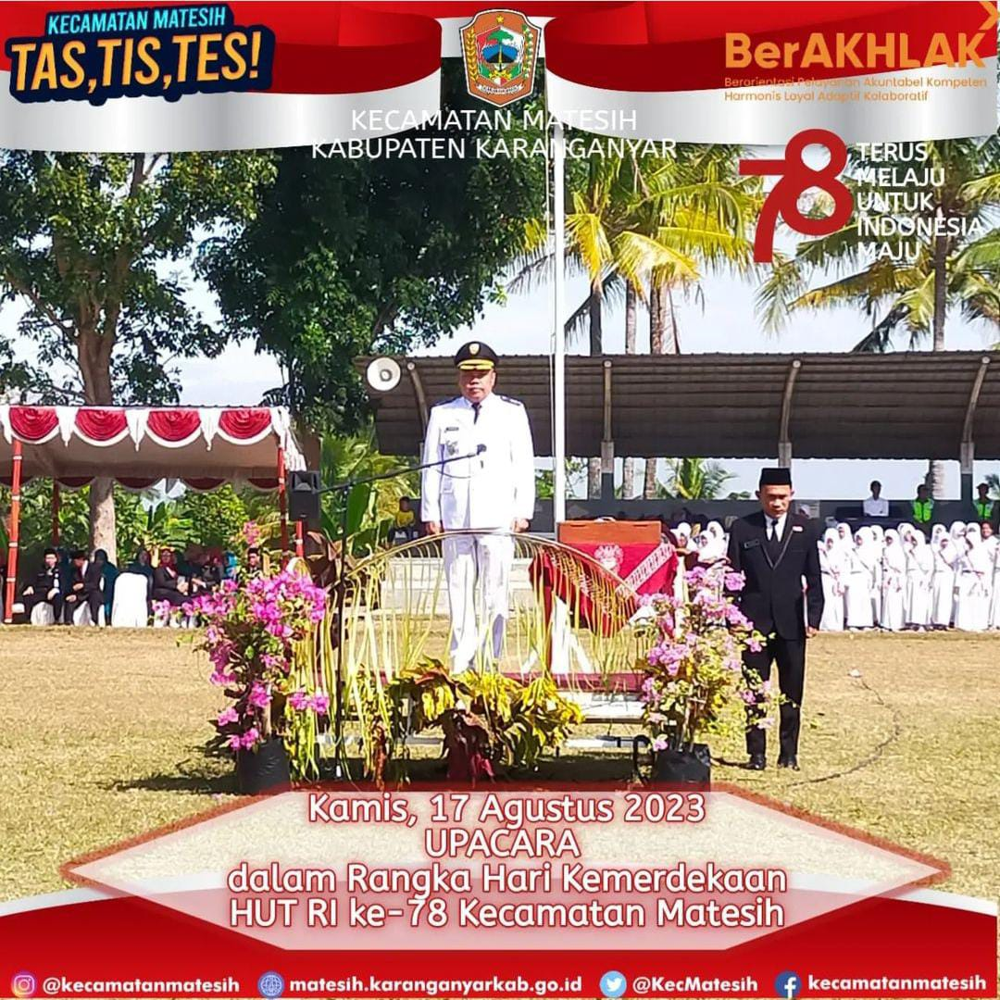 KECAMATAN MATESIH
TAS,TIS,TES!
BerAKHLAK
Berorientasi Pelayanan Akuntabel Kompeten
Harmonis Loyal Adaptif Kolaboratif
KECAMATAN MATESIH
KABUPATEN KARANGANYAR
78
TERUS
MELAJU
UNTUK
INDONESIA
MAJU
Kamis, 17 Agustus 2023
UPACARA
dalam Rangka Hari Kemerdekaan
HUT RI ke-78 Kecamatan Matesih
@kecamatanmatesih
matesih.karanganyarkab.go.id
@KecMatesih
kecamatanmatesih